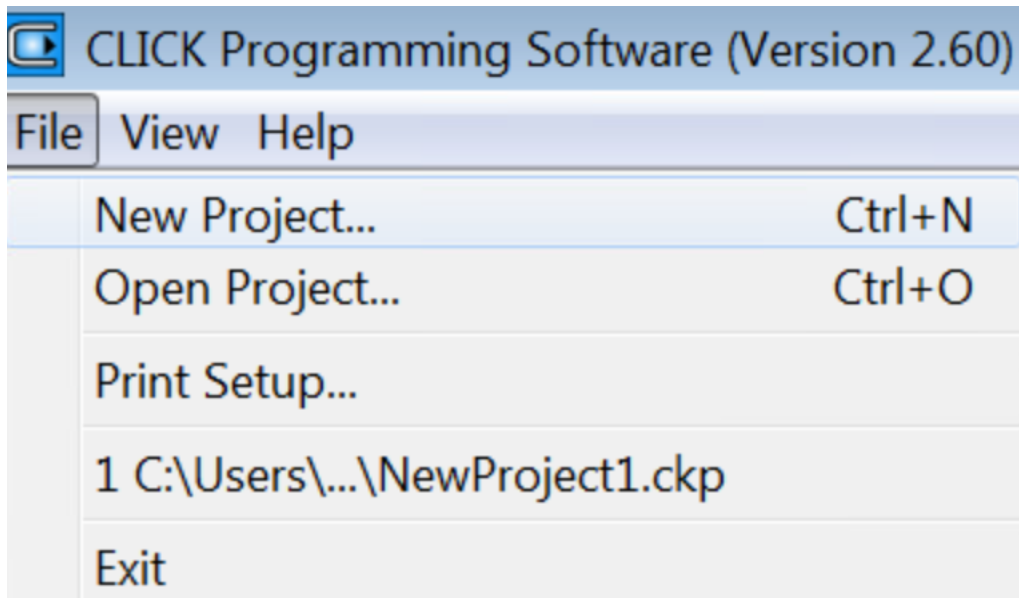 CLICK Programming Software (Version 2.60)
File View Help
New Project... Ctrl+N
Open Project... Ctrl+O
Print Setup...
1 C:\Users\...\NewProject1.ckp
Exit